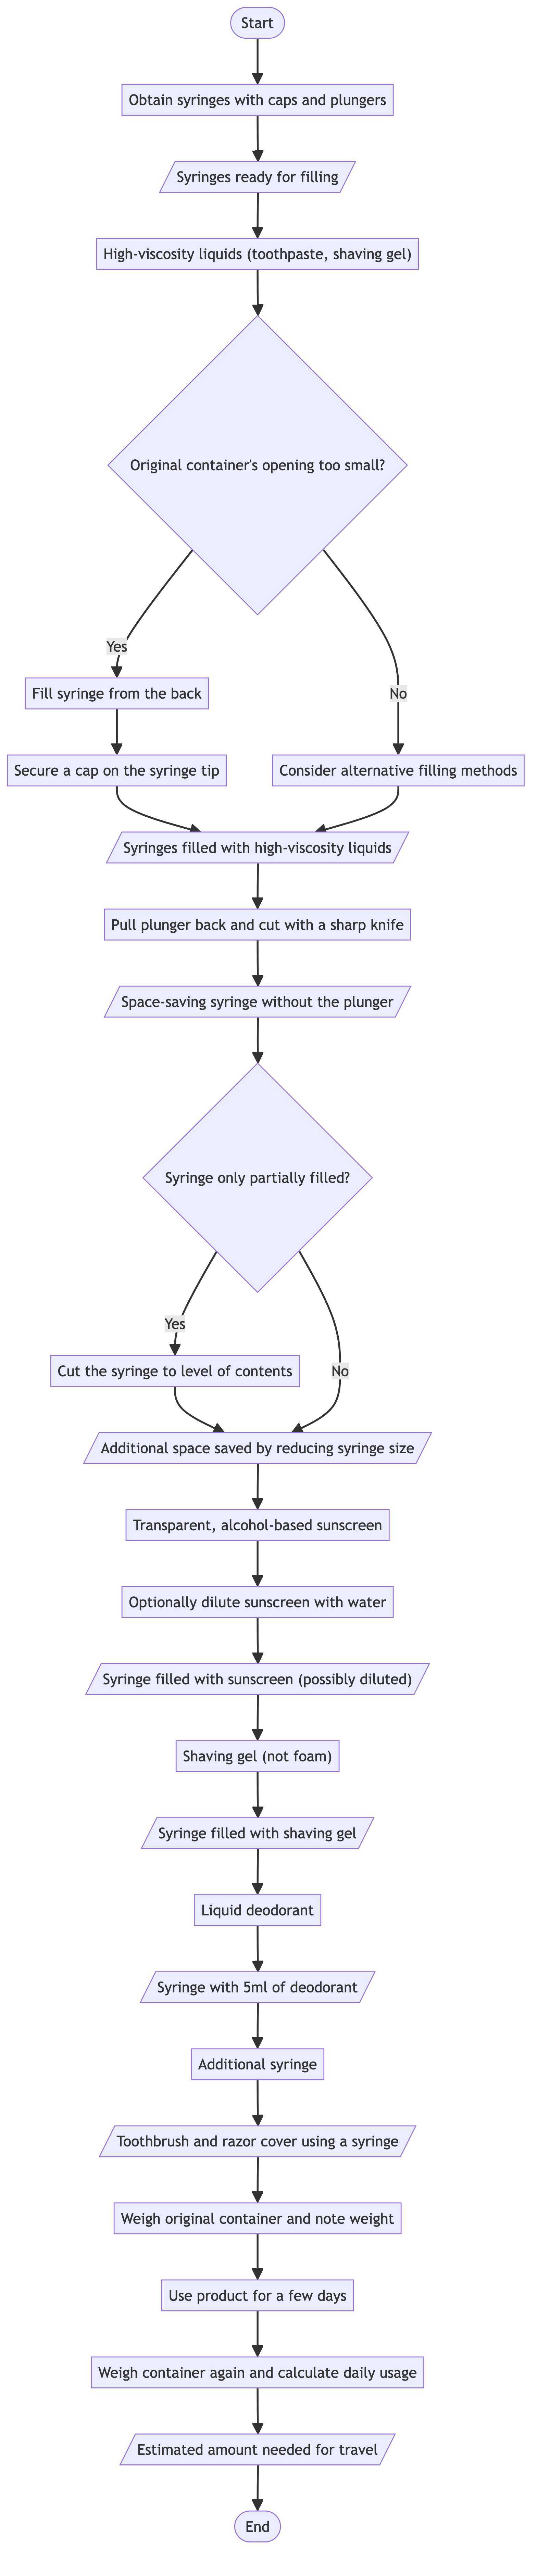 Start
Obtain syringes with caps and plungers
Syringes ready for filling
High-viscosity liquids (toothpaste, shaving gel)
Original container's opening too small?
Yes
No
Fill syringe from the back
Secure a cap on the syringe tip
Consider alternative filling methods
Syringes filled with high-viscosity liquids
Pull plunger back and cut with a sharp knife
Space-saving syringe without the plunger
Syringe only partially filled?
Yes
Cut the syringe to level of contents
No
Additional space saved by reducing syringe size
Transparent, alcohol-based sunscreen
Optionally dilute sunscreen with water
Syringe filled with sunscreen (possibly diluted)
Shaving gel (not foam)
Syringe filled with shaving gel
Liquid deodorant
Syringe with 5ml of deodorant
Additional syringe
Toothbrush and razor cover using a syringe
Weigh original container and note weight
Use product for a few days
Weigh container again and calculate daily usage
Estimated amount needed for travel
End